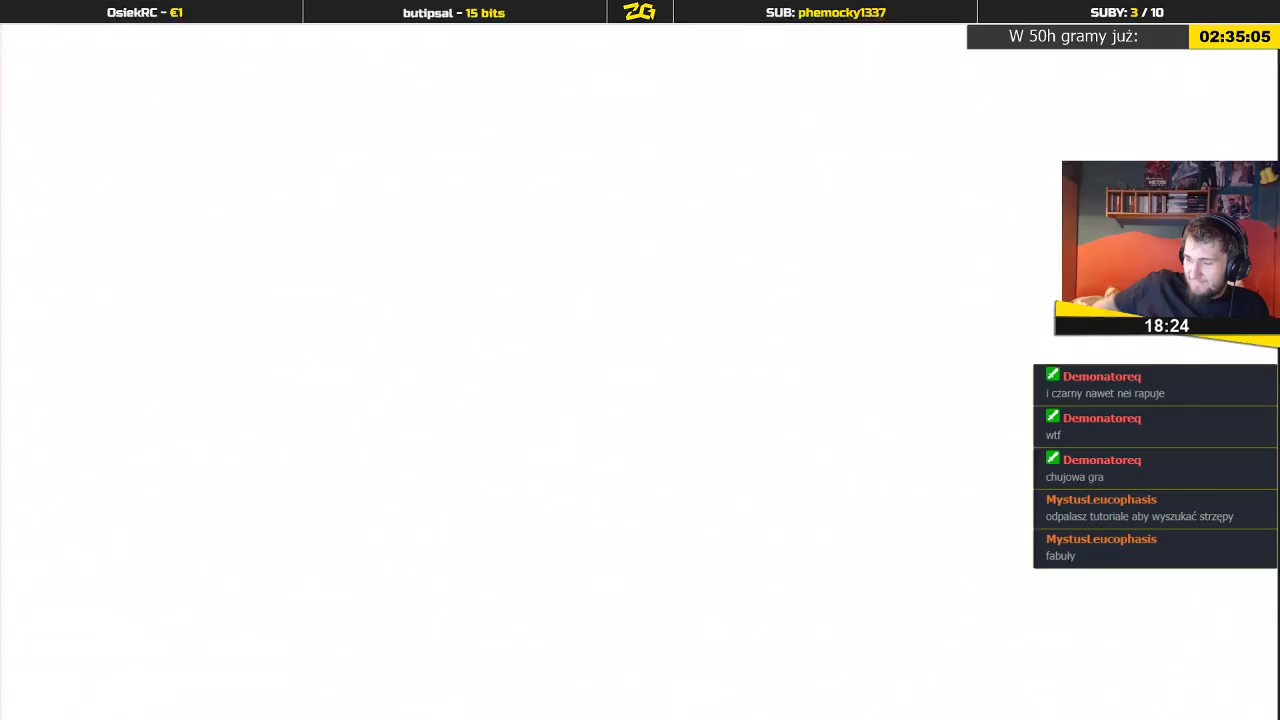 OsiekRC - €1
butipsal - 15 bits
ZG
SUB: phemocky1337
SUBY: 3 / 10
W 50h gramy już:
02:35:05
18:24
Demonatoreq
i czarny nawet nei rapuje
Demonatoreq
wtf
Demonatoreq
chujowa gra
MystusLeucophasis
odpalasz tutoriale aby wyszukać strzępy
MystusLeucophasis
fabuły